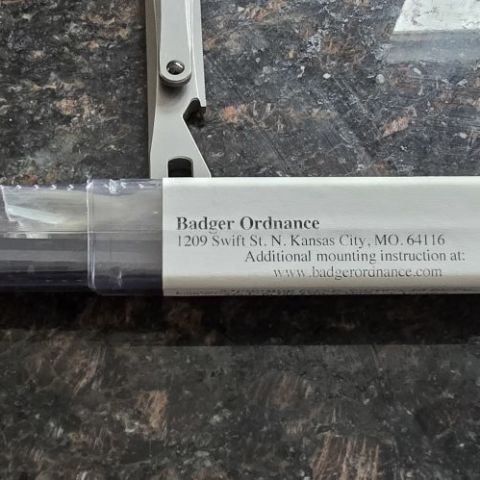 Badger Ordnance
1209 Swift St. N. Kansas City, MO. 64116
Additional mounting instruction at:
www.badgerordnance.com